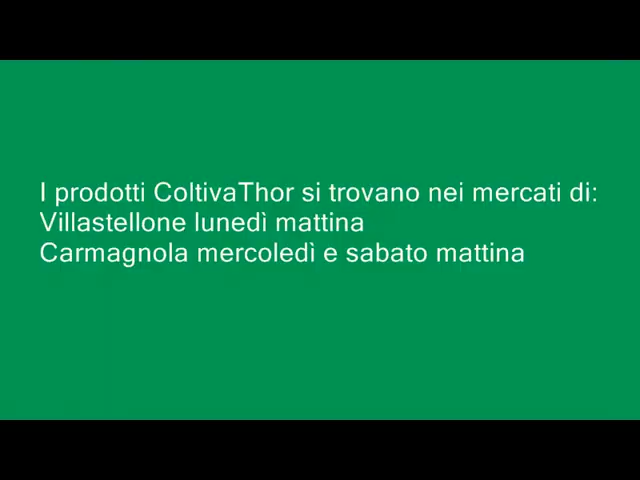 I prodotti ColtivaThor si trovano nei mercati di:
Villastellone lunedì mattina
Carmagnola mercoledì e sabato mattina